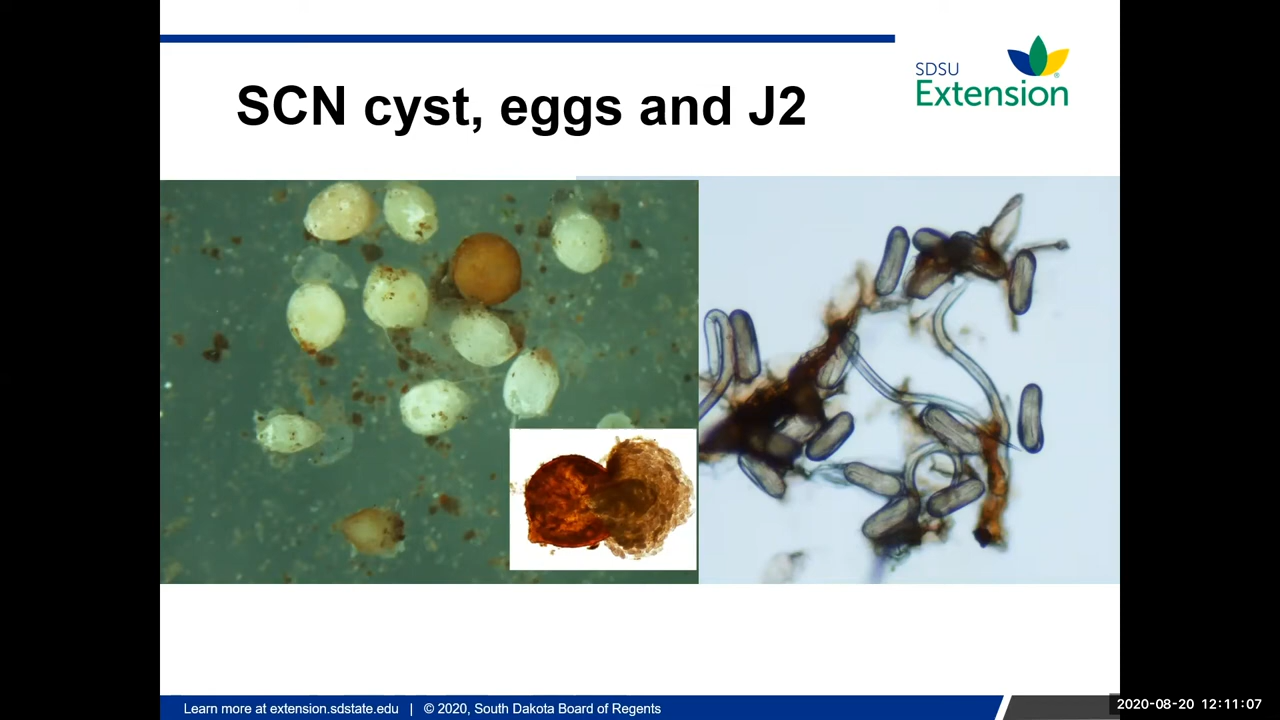 SDSU
Extension
SCN cyst, eggs and J2
Learn more at extension.sdstate.edu | © 2020, South Dakota Board of Regents
2020-08-20 12:11:07